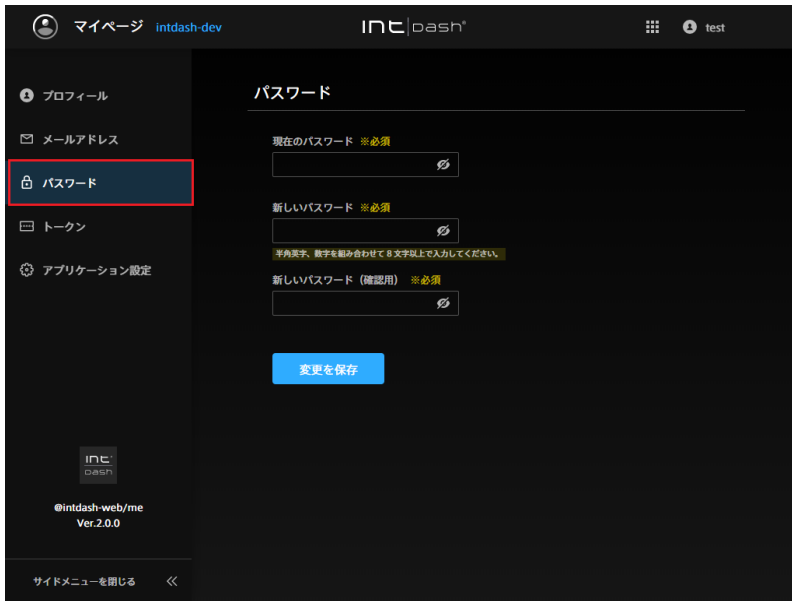 マイページ intdash-dev
INT|DASH®
test
プロフィール
メールアドレス
パスワード
トークン
アプリケーション設定
パスワード
現在のパスワード ※必須
新しいパスワード ※必須
半角英字、数字を組み合わせて 8 文字以上で入力してください。
新しいパスワード(確認用) ※必須
変更を保存
INT
DASH
@intdash-web/me
Ver.2.0.0
サイドメニューを閉じる